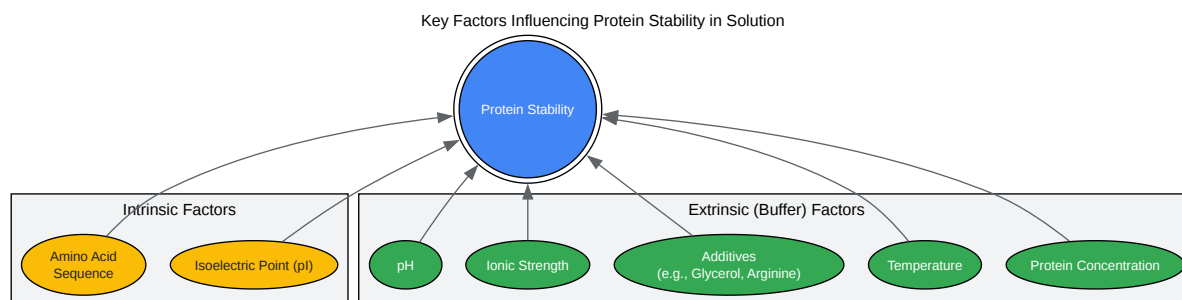 Key Factors Influencing Protein Stability in Solution
Protein Stability
Intrinsic Factors
Extrinsic (Buffer) Factors
Amino Acid
Sequence
Isoelectric Point (pI)
pH
Ionic Strength
Additives
(e.g., Glycerol, Arginine)
Temperature
Protein Concentration